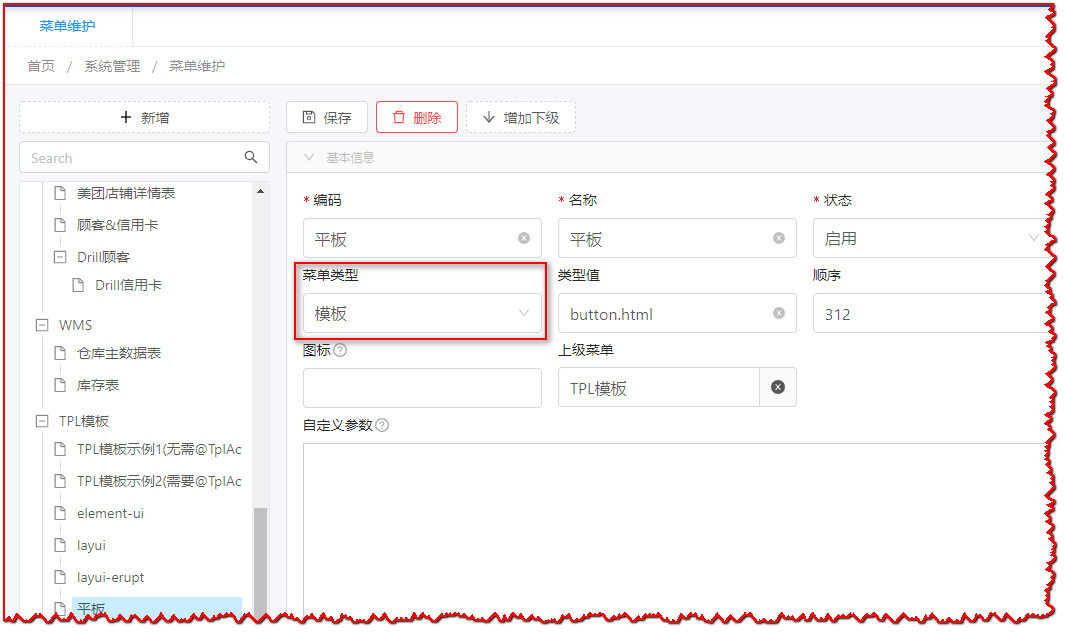 菜单维护
首页 / 系统管理 / 菜单维护
新增
保存
删除
增加下级
Search
基本信息
美团店铺详情表
顾客&信用卡
Drill顾客
Drill信用卡
WMS
仓库主数据表
库存表
TPL模板
TPL模板示例1(无需@TplAc
TPL模板示例2(需要@TplAc
element-ui
layui
layui-erupt
平板
* 编码
平板
* 名称
平板
* 状态
启用
菜单类型
模板
类型值
button.html
顺序
312
图标
上级菜单
TPL模板
自定义参数